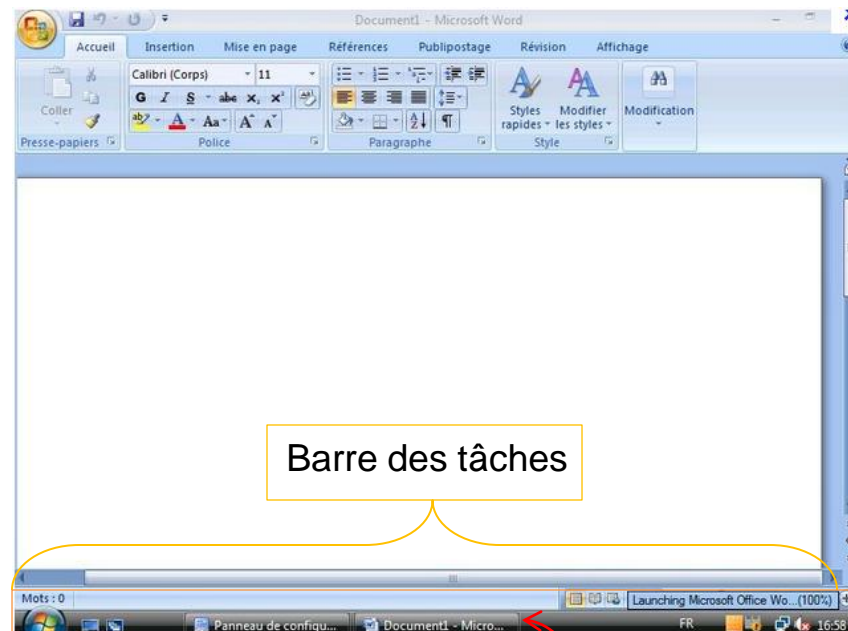 Document1 - Microsoft Word
Accueil Insertion Mise en page Références Publipostage Révision Affichage
Calibri (Corps) 11
G I S abe x, x²
Coller
Aa A A
Styles rapides Modifier les styles Modification
Presse-papiers Police Paragraphe Style
Barre des tâches
Mots : 0 Launching Microsoft Office Wo...(100%)
Panneau de configu... Document1 - Micro... FR 16:58